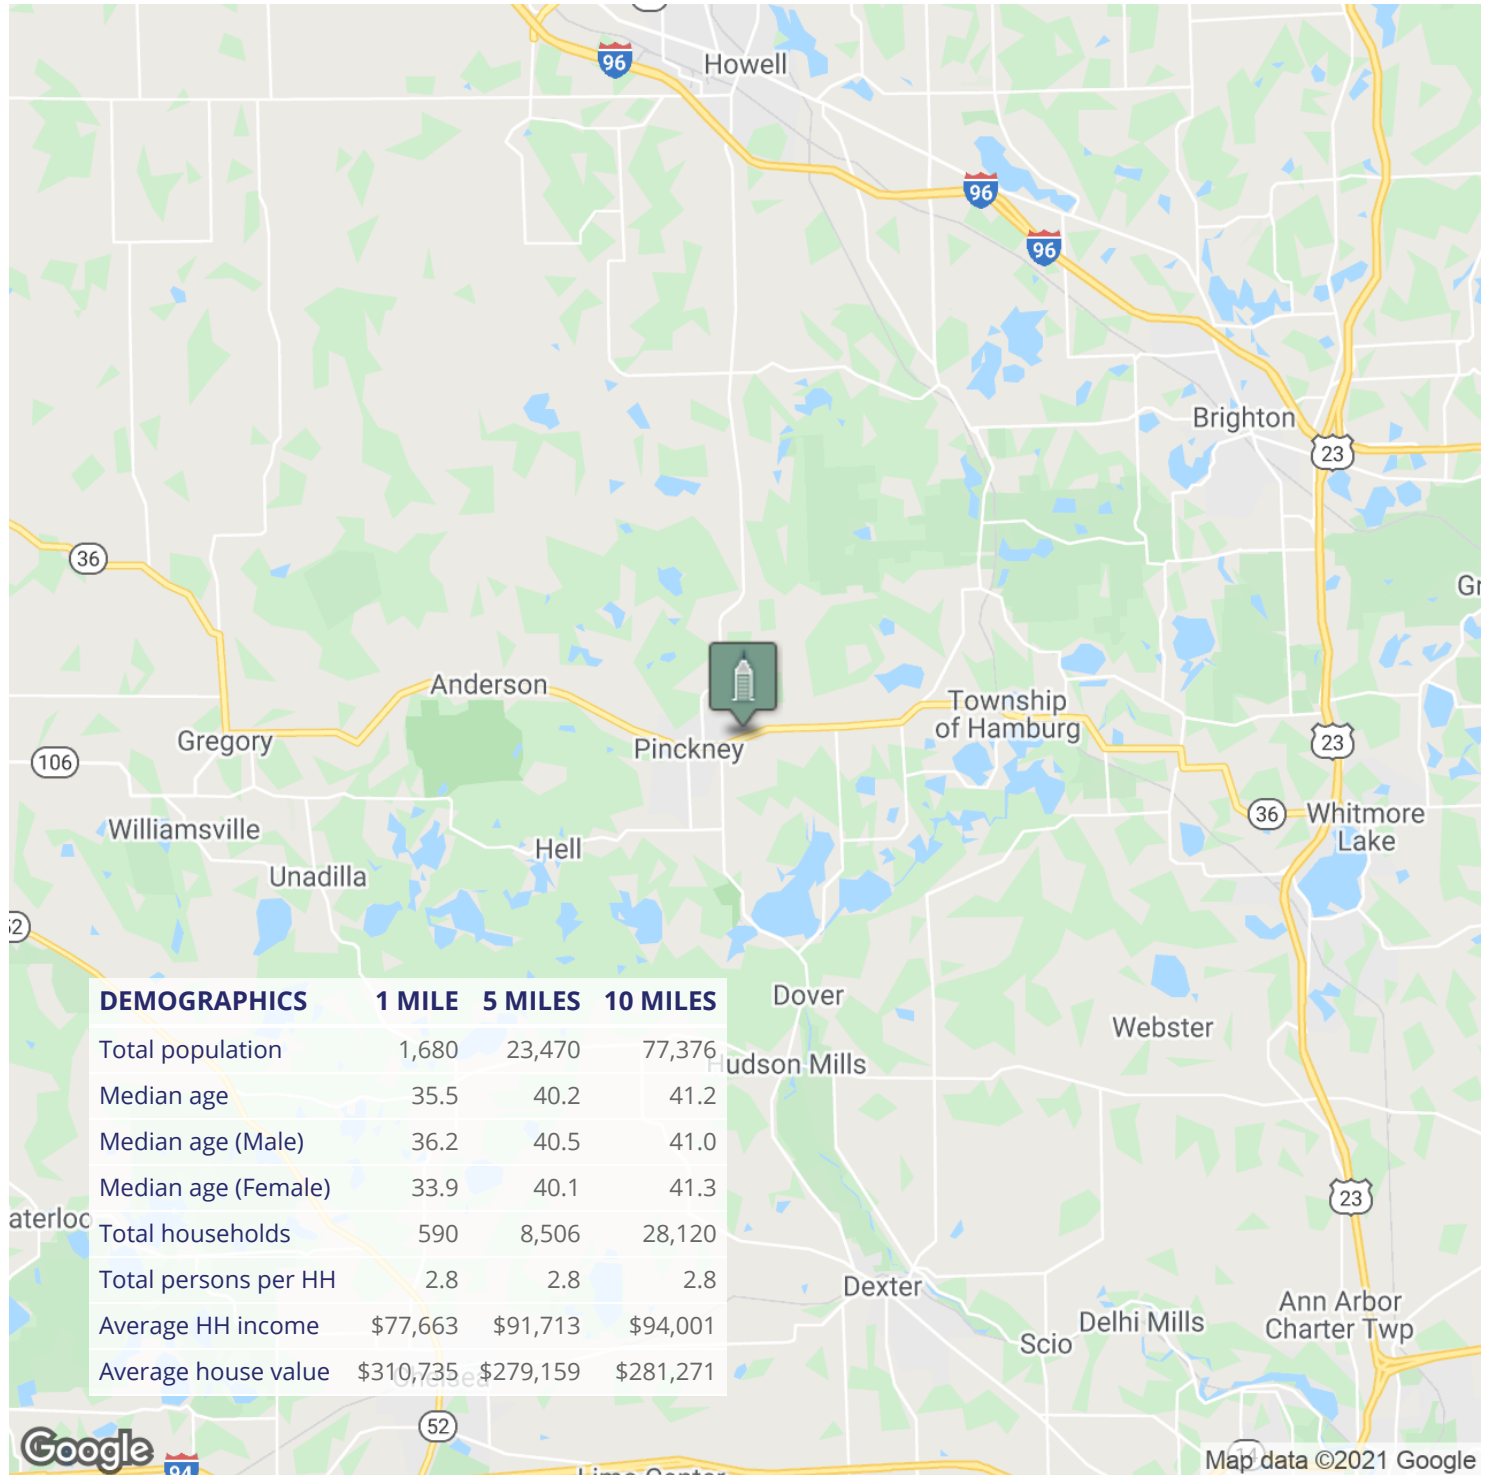 Howell
96
96
96
Brighton
23
36
Gr
Anderson
Township
of Hamburg
Gregory
Pinckney
23
106
36
Whitmore
Lake
Williamsville
Hell
Unadilla
52
DEMOGRAPHICS 1 MILE 5 MILES 10 MILES
Total population 1,680 23,470 77,376
Median age 35.5 40.2 41.2
Median age (Male) 36.2 40.5 41.0
Median age (Female) 33.9 40.1 41.3
Total households 590 8,506 28,120
Total persons per HH 2.8 2.8 2.8
Average HH income $77,663 $91,713 $94,001
Average house value $310,735 $279,159 $281,271
Dover
Webster
Hudson Mills
23
aterloo
Dexter
Delhi Mills
Ann Arbor
Charter Twp
Scio
Chelsea
52
14
Google
94
Map data ©2021 Google
Lima Center